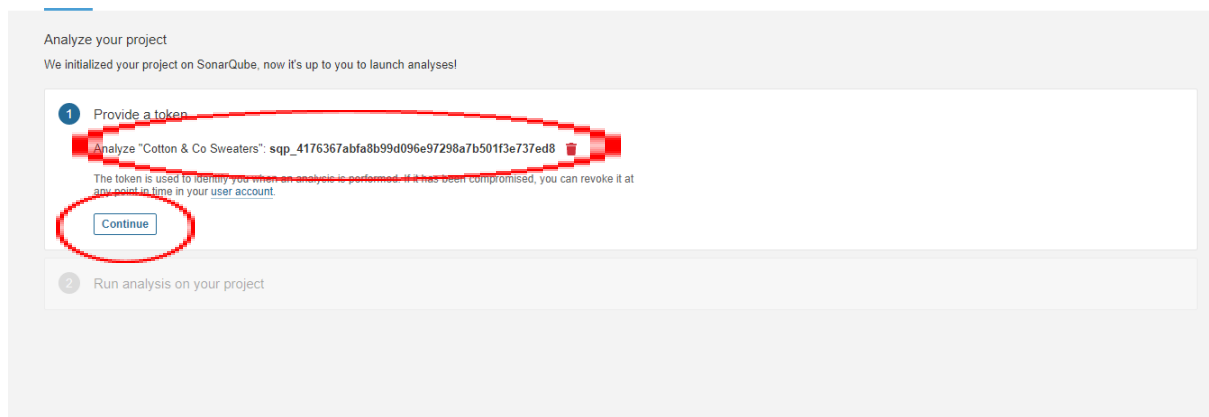 Analyze your project
We initialized your project on SonarQube, now it's up to you to launch analyses!
1 Provide a token
Analyze "Cotton & Co Sweaters": sqp_4176367abfa8b99d096e97298a7b501f3e737ed8
The token is used to identify you when an analysis is performed. If it has been compromised, you can revoke it at
any point in time in your user account.
Continue
2 Run analysis on your project